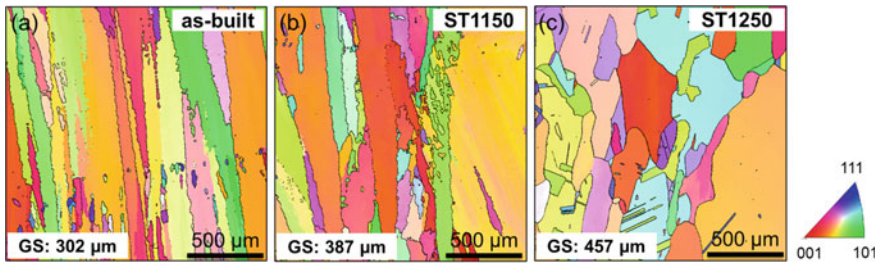 (a) as-built
GS: 302 µm
500 µm
(b) ST1150
GS: 387 µm
500 µm
(c) ST1250
GS: 457 µm
500 µm
111
001
101